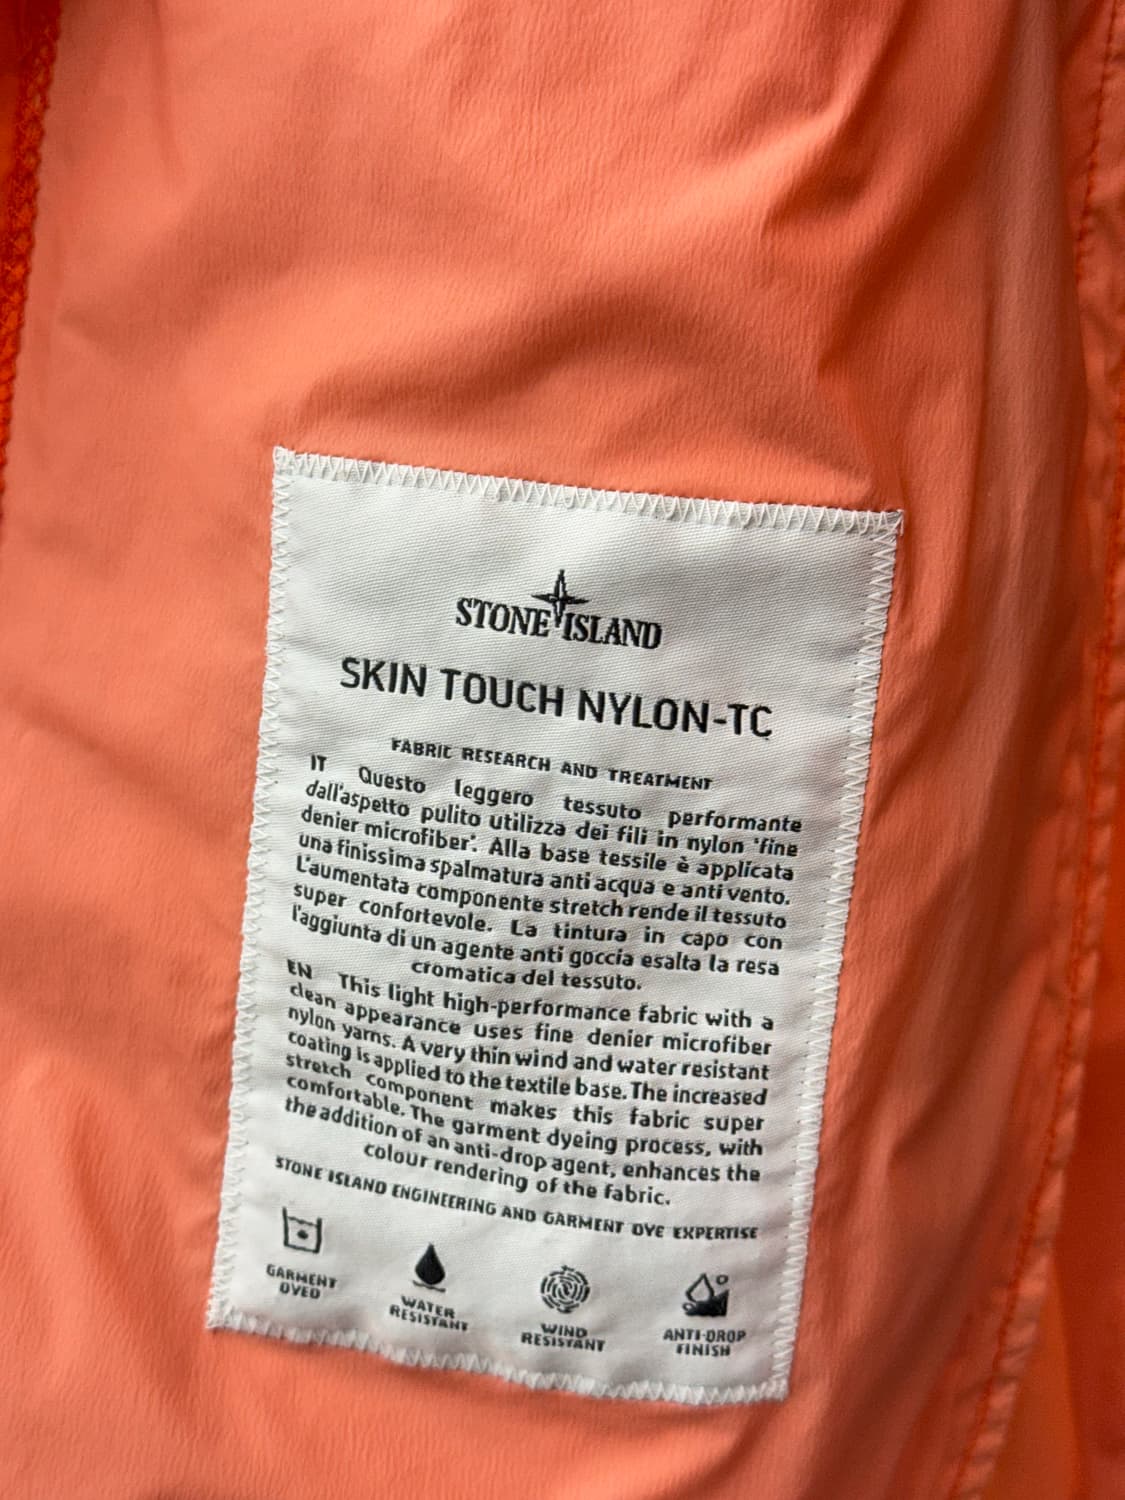 STONE ISLAND
SKIN TOUCH NYLON-TC
FABRIC RESEARCH AND TREATMENT
IT Questo leggero tessuto performante
dall'aspetto pulito utilizza dei fili in nylon 'fine
denier microfiber'. Alla base tessile è applicata
una finissima spalmatura anti acqua e anti vento.
L'aumentata componente stretch rende il tessuto
super confortevole. La tintura in capo con
l'aggiunta di un agente anti goccia esalta la resa
cromatica del tessuto.
EN This light high-performance fabric with a
clean appearance uses fine denier microfiber
nylon yarns. A very thin wind and water resistant
coating is applied to the textile base. The increased
stretch component makes this fabric super
comfortable. The garment dyeing process, with
the addition of an anti-drop agent, enhances the
colour rendering of the fabric.
STONE ISLAND ENGINEERING AND GARMENT DYE EXPERTISE
GARMENT
DYED
WATER
RESISTANT
WIND
RESISTANT
ANTI-DROP
FINISH